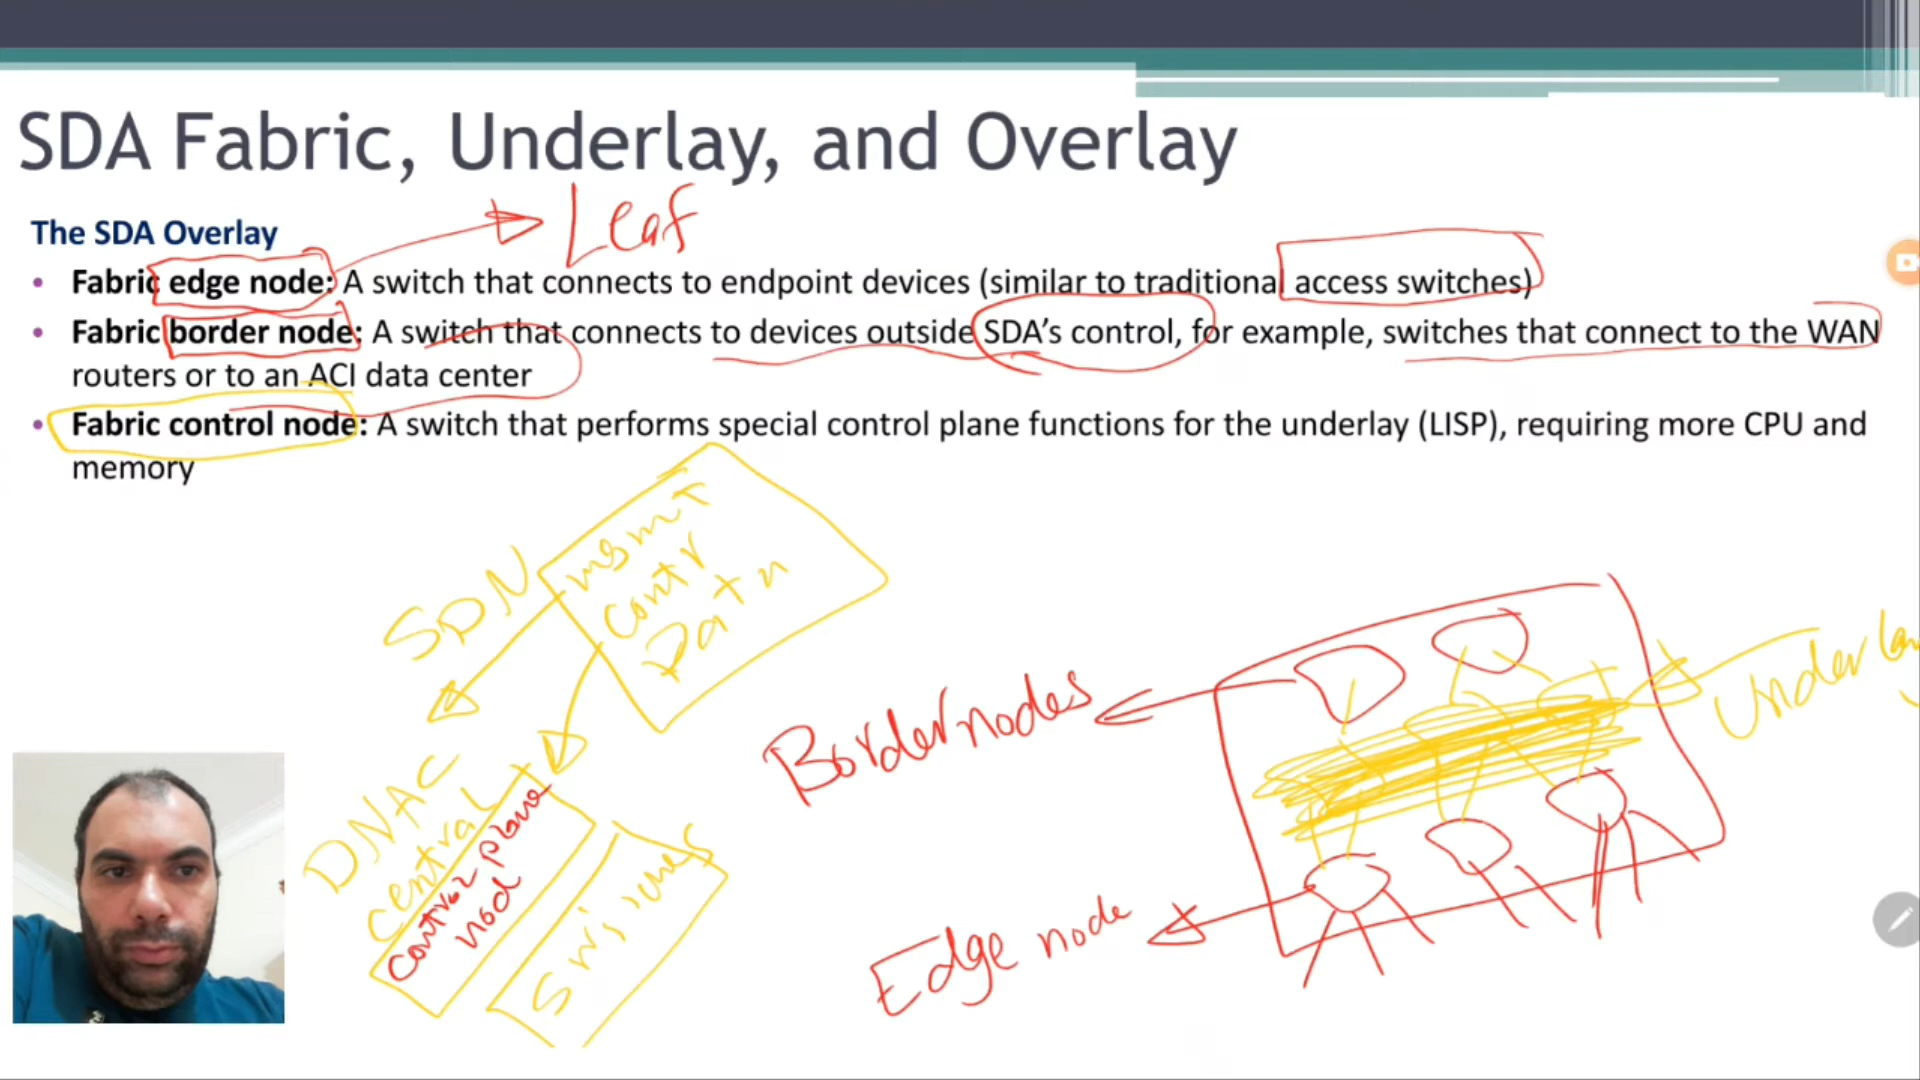 SDA Fabric, Underlay, and Overlay
Leaf
The SDA Overlay
• Fabric edge node: A switch that connects to endpoint devices (similar to traditional access switches)
• Fabric border node: A switch that connects to devices outside SDA's control, for example, switches that connect to the WAN
routers or to an ACI data center
• Fabric control node: A switch that performs special control plane functions for the underlay (LISP), requiring more CPU and
memory
SDN
mgmt
contr
Data
DNAC
central
control plane
nod
Border nodes
Underlay
Edge node